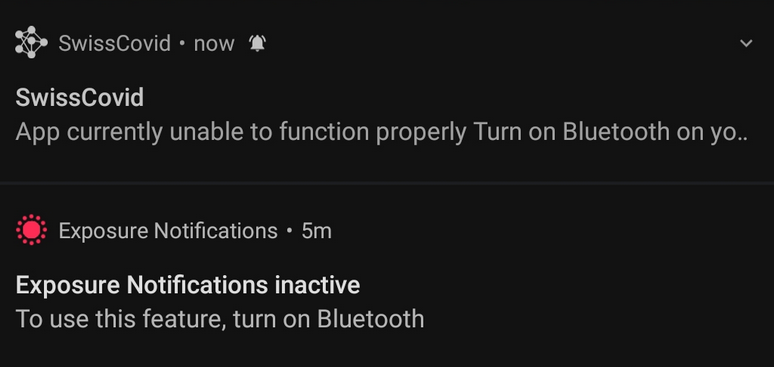 SwissCovid • now
SwissCovid
App currently unable to function properly Turn on Bluetooth on yo..
Exposure Notifications • 5m
Exposure Notifications inactive
To use this feature, turn on Bluetooth